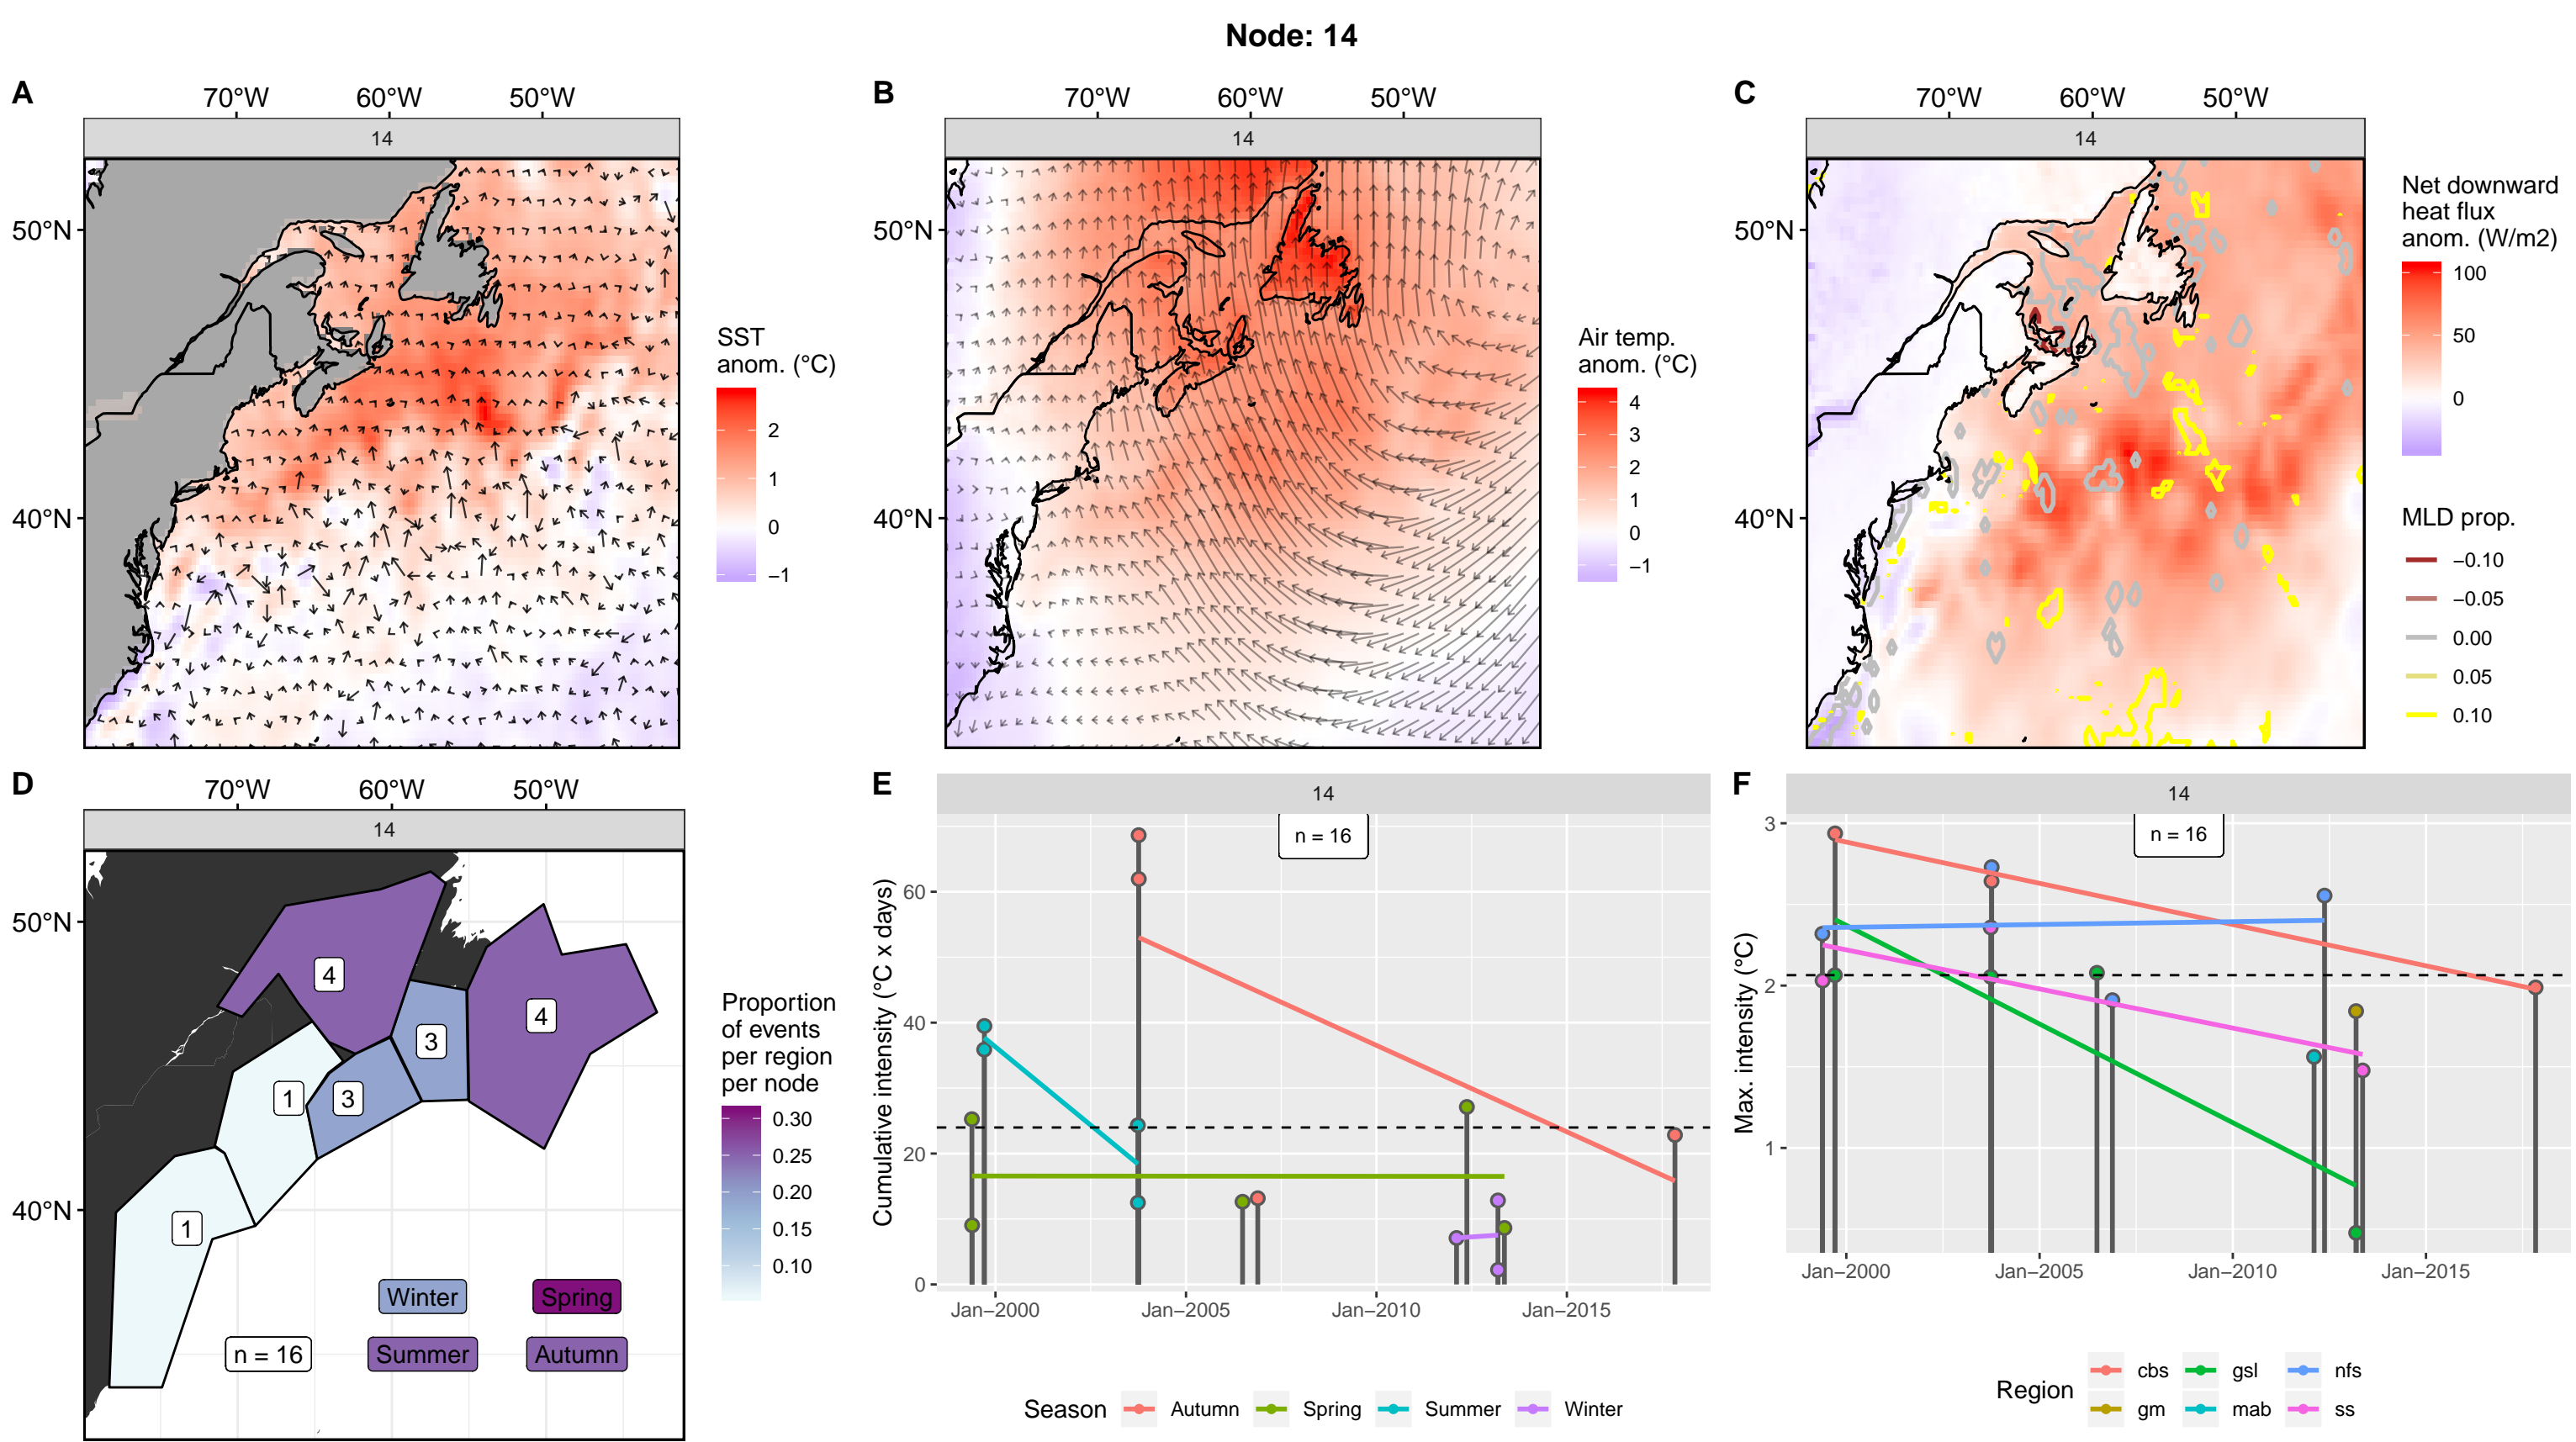 Node: 14
A
70°W 60°W 50°W
14
50°N
40°N
SST
anom. (°C)
2
1
0
−1
B
70°W 60°W 50°W
14
50°N
40°N
Air temp.
anom. (°C)
4
3
2
1
0
−1
C
70°W 60°W 50°W
14
50°N
40°N
Net downward
heat flux
anom. (W/m2)
100
50
0
MLD prop.
−0.10
−0.05
0.00
0.05
0.10
D
70°W 60°W 50°W
14
50°N
40°N
4
4
3
1
3
1
Winter
Spring
n = 16
Summer
Autumn
Proportion
of events
per region
per node
0.30
0.25
0.20
0.15
0.10
E
14
n = 16
Cumulative intensity (°C x days)
60
40
20
0
Jan−2000
Jan−2005
Jan−2010
Jan−2015
Season
Autumn
Spring
Summer
Winter
F
14
n = 16
Max. intensity (°C)
3
2
1
Jan−2000
Jan−2005
Jan−2010
Jan−2015
Region
cbs
gsl
nfs
gm
mab
ss